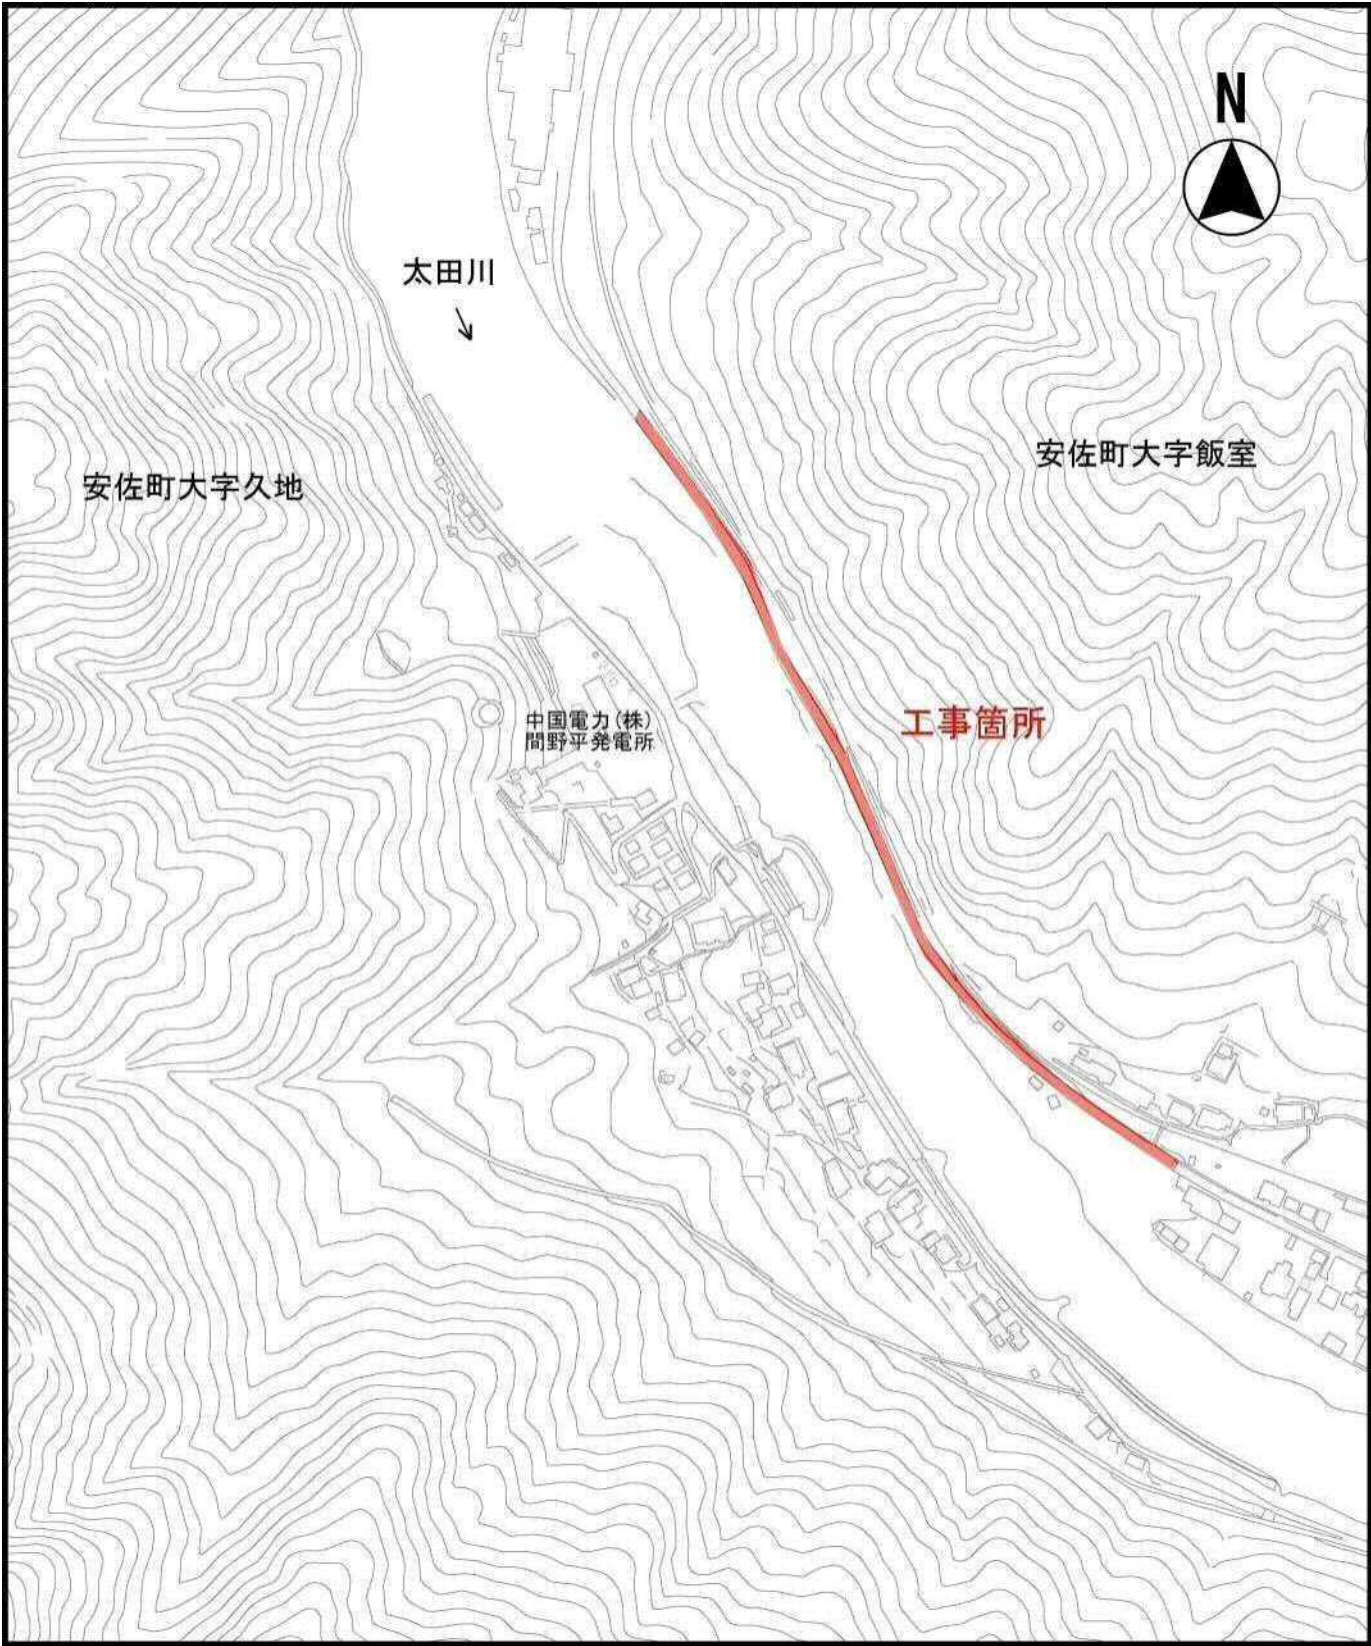 N
太田川
安佐町大字飯室
安佐町大字久地
工事箇所
中国電力(株)
間野平発電所